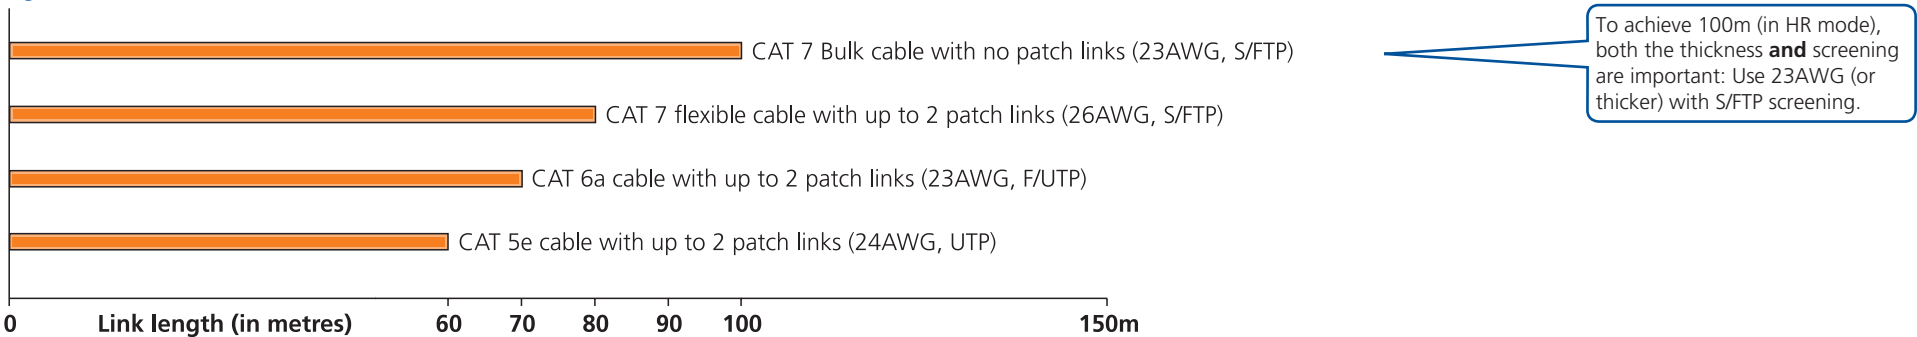 CAT 7 Bulk cable with no patch links (23AWG, S/FTP)
To achieve 100m (in HR mode),
both the thickness and screening
are important: Use 23AWG (or
thicker) with S/FTP screening.
CAT 7 flexible cable with up to 2 patch links (26AWG, S/FTP)
CAT 6a cable with up to 2 patch links (23AWG, F/UTP)
CAT 5e cable with up to 2 patch links (24AWG, UTP)
0 Link length (in metres) 60 70 80 90 100 150m